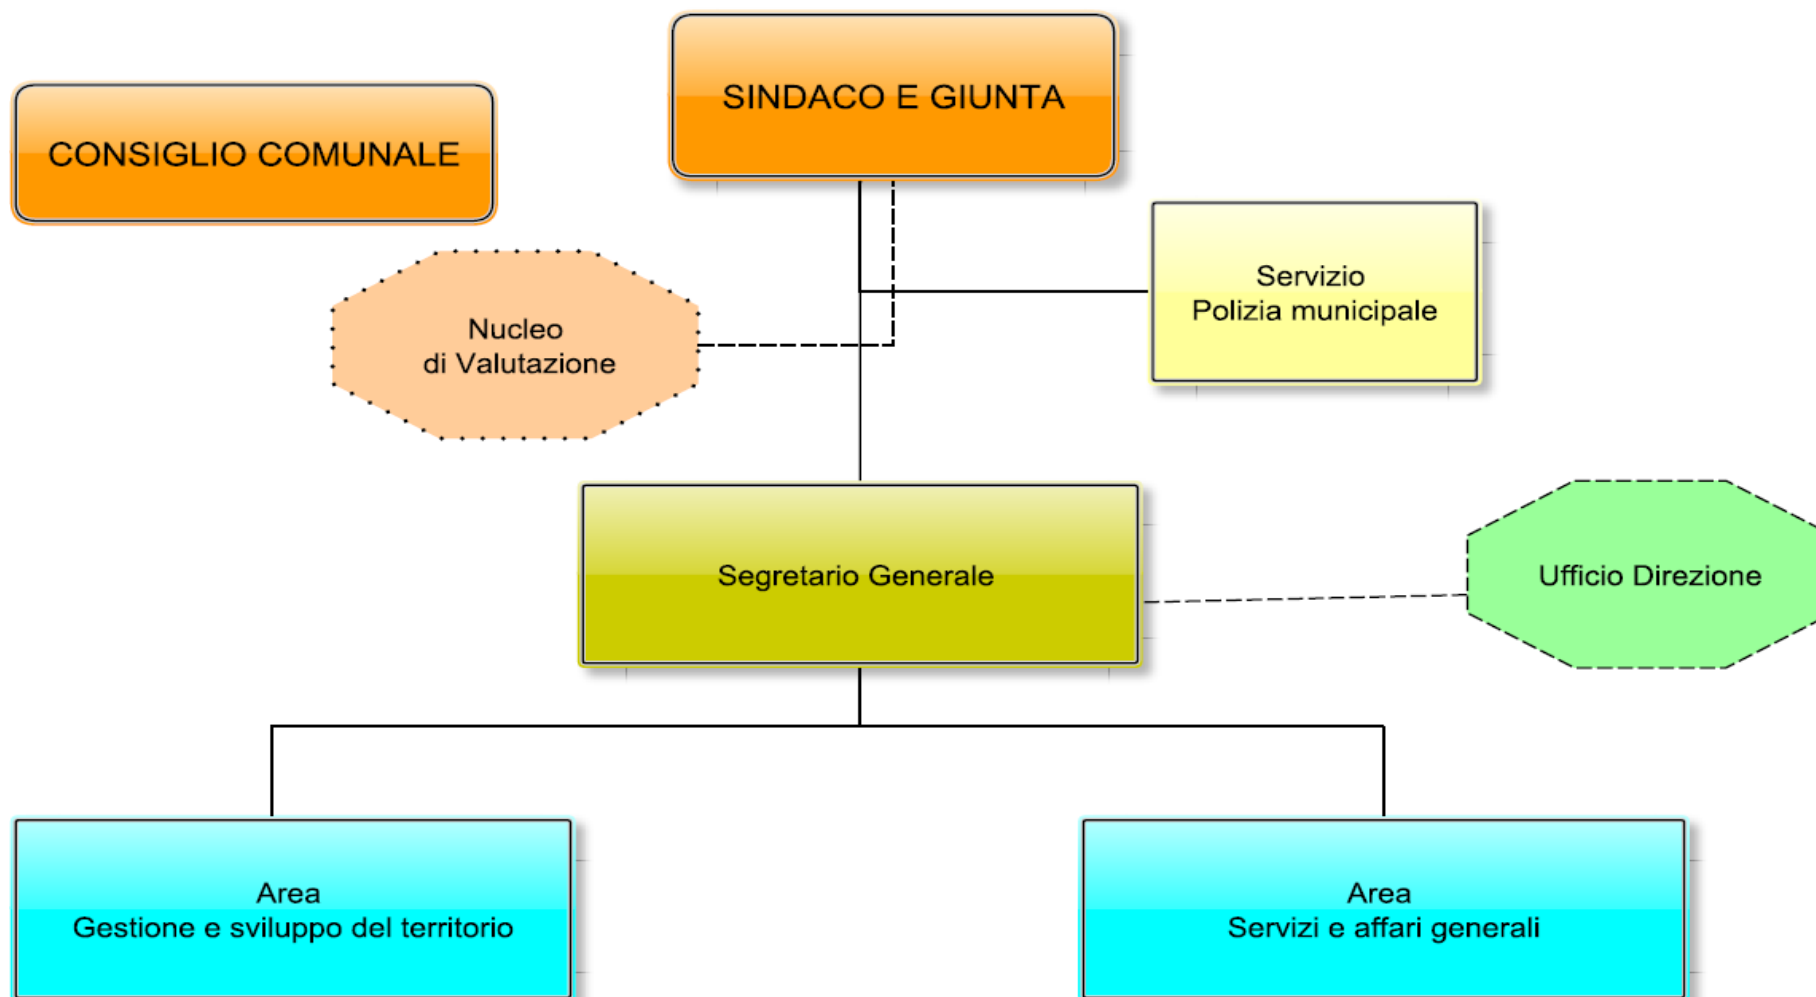 SINDACO E GIUNTA
CONSIGLIO COMUNALE
Servizio
Polizia municipale
Nucleo
di Valutazione
Segretario Generale
Ufficio Direzione
Area
Gestione e sviluppo del territorio
Area
Servizi e affari generali